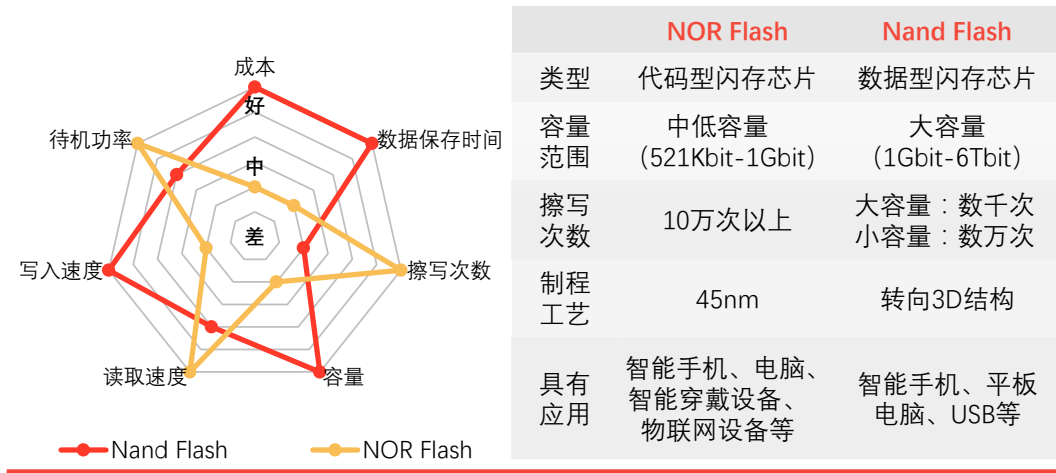 成本
好
待机功率
数据保存时间
中
差
写入速度
擦写次数
读取速度
容量
Nand Flash
NOR Flash
NOR Flash
Nand Flash
类型
代码型闪存芯片
数据型闪存芯片
容量
范围
中低容量
（521Kbit-1Gbit）
大容量
（1Gbit-6Tbit）
擦写
次数
10万次以上
大容量：数千次
小容量：数万次
制程
工艺
45nm
转向3D结构
具有
应用
智能手机、电脑、
智能穿戴设备、
物联网设备等
智能手机、平板
电脑、USB等